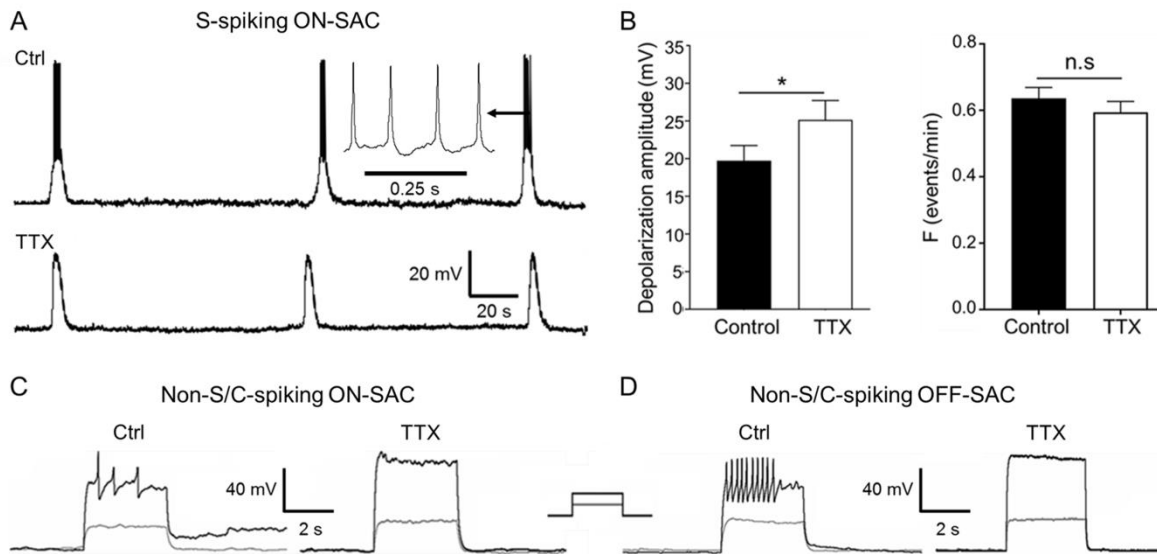 A
S-spiking ON-SAC
Ctrl
0.25 s
TTX
20 mV
20 s
B
Depolarization amplitude (mV)
35
30
25
20
15
10
5
0
*
Control TTX
F (events/min)
0.8
0.6
0.4
0.2
0.0
n.s
Control TTX
C
Non-S/C-spiking ON-SAC
Ctrl
40 mV
2 s
TTX
D
Non-S/C-spiking OFF-SAC
Ctrl
40 mV
2 s
TTX